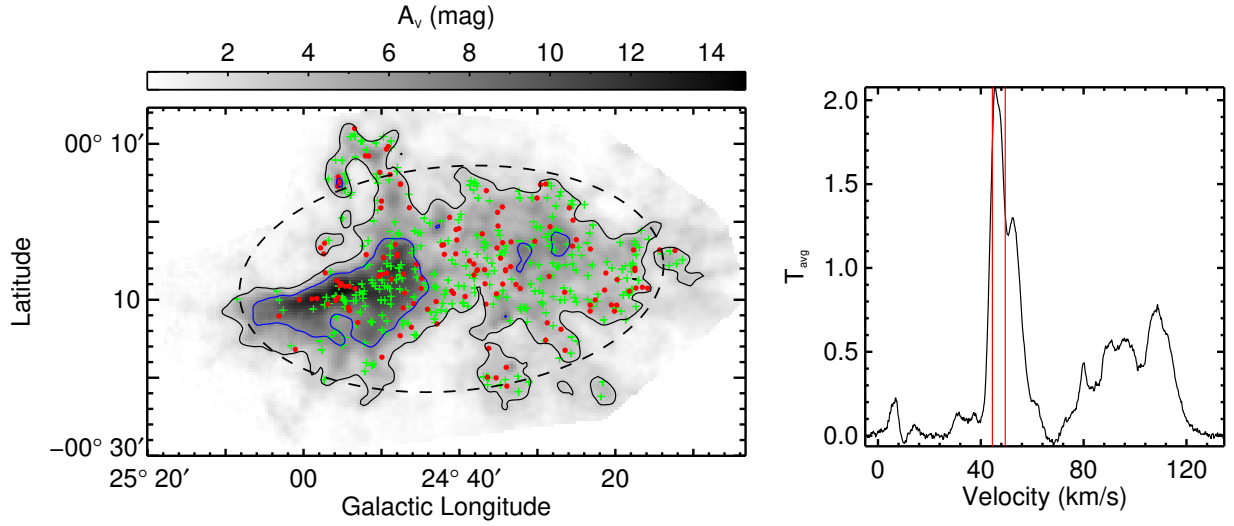 A_v (mag)
2 4 6 8 10 12 14
00° 10′
10
−00° 30′
Latitude
25° 20′ 00 24° 40′ 20
Galactic Longitude
2.0
1.5
1.0
0.5
0.0
T_avg
0 40 80 120
Velocity (km/s)